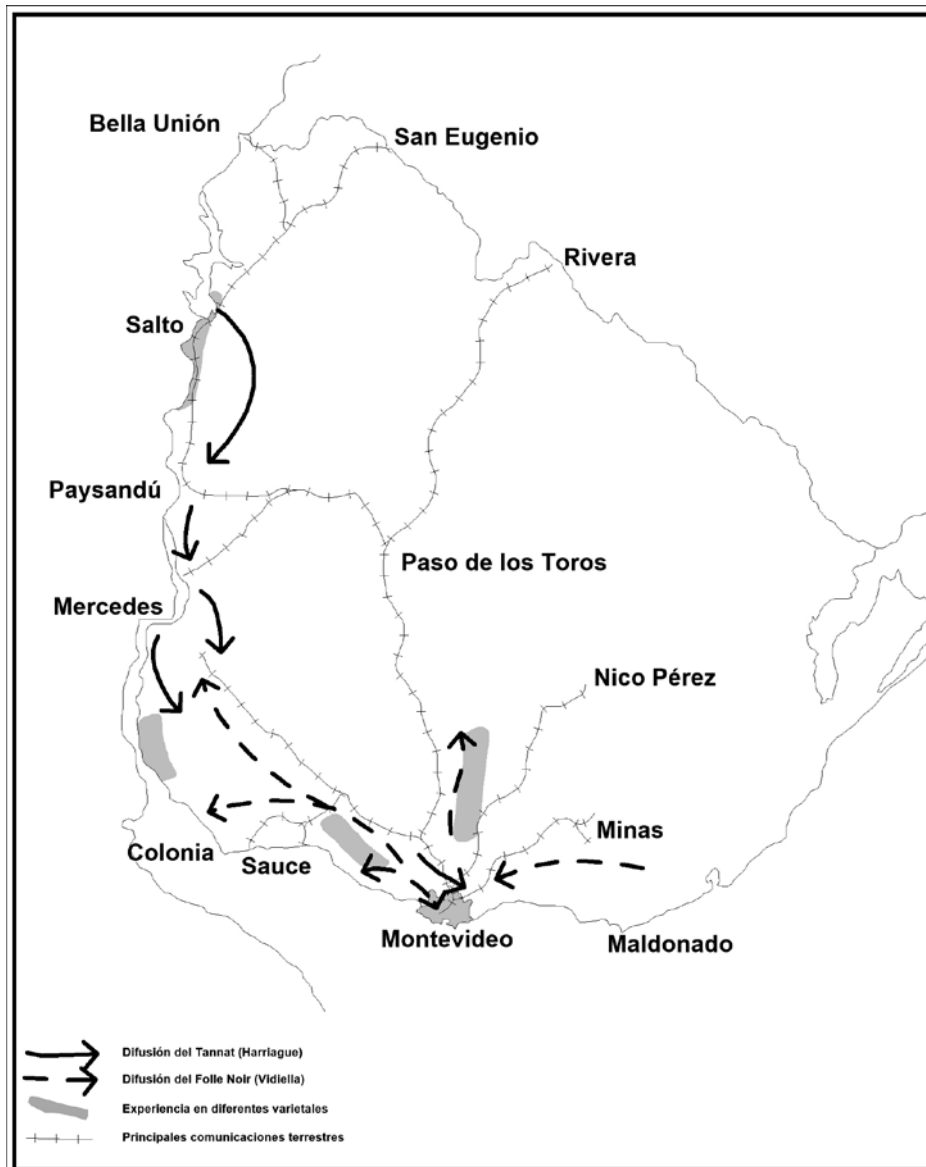 Bella Unión
San Eugenio
Rivera
Salto
Paysandú
Paso de los Toros
Mercedes
Nico Pérez
Minas
Colonia
Sauce
Montevideo
Maldonado
Difusión del Tannat (Harriague)
Difusión del Folle Noir (Vidiella)
Experiencia en diferentes varietales
Principales comunicaciones terrestres